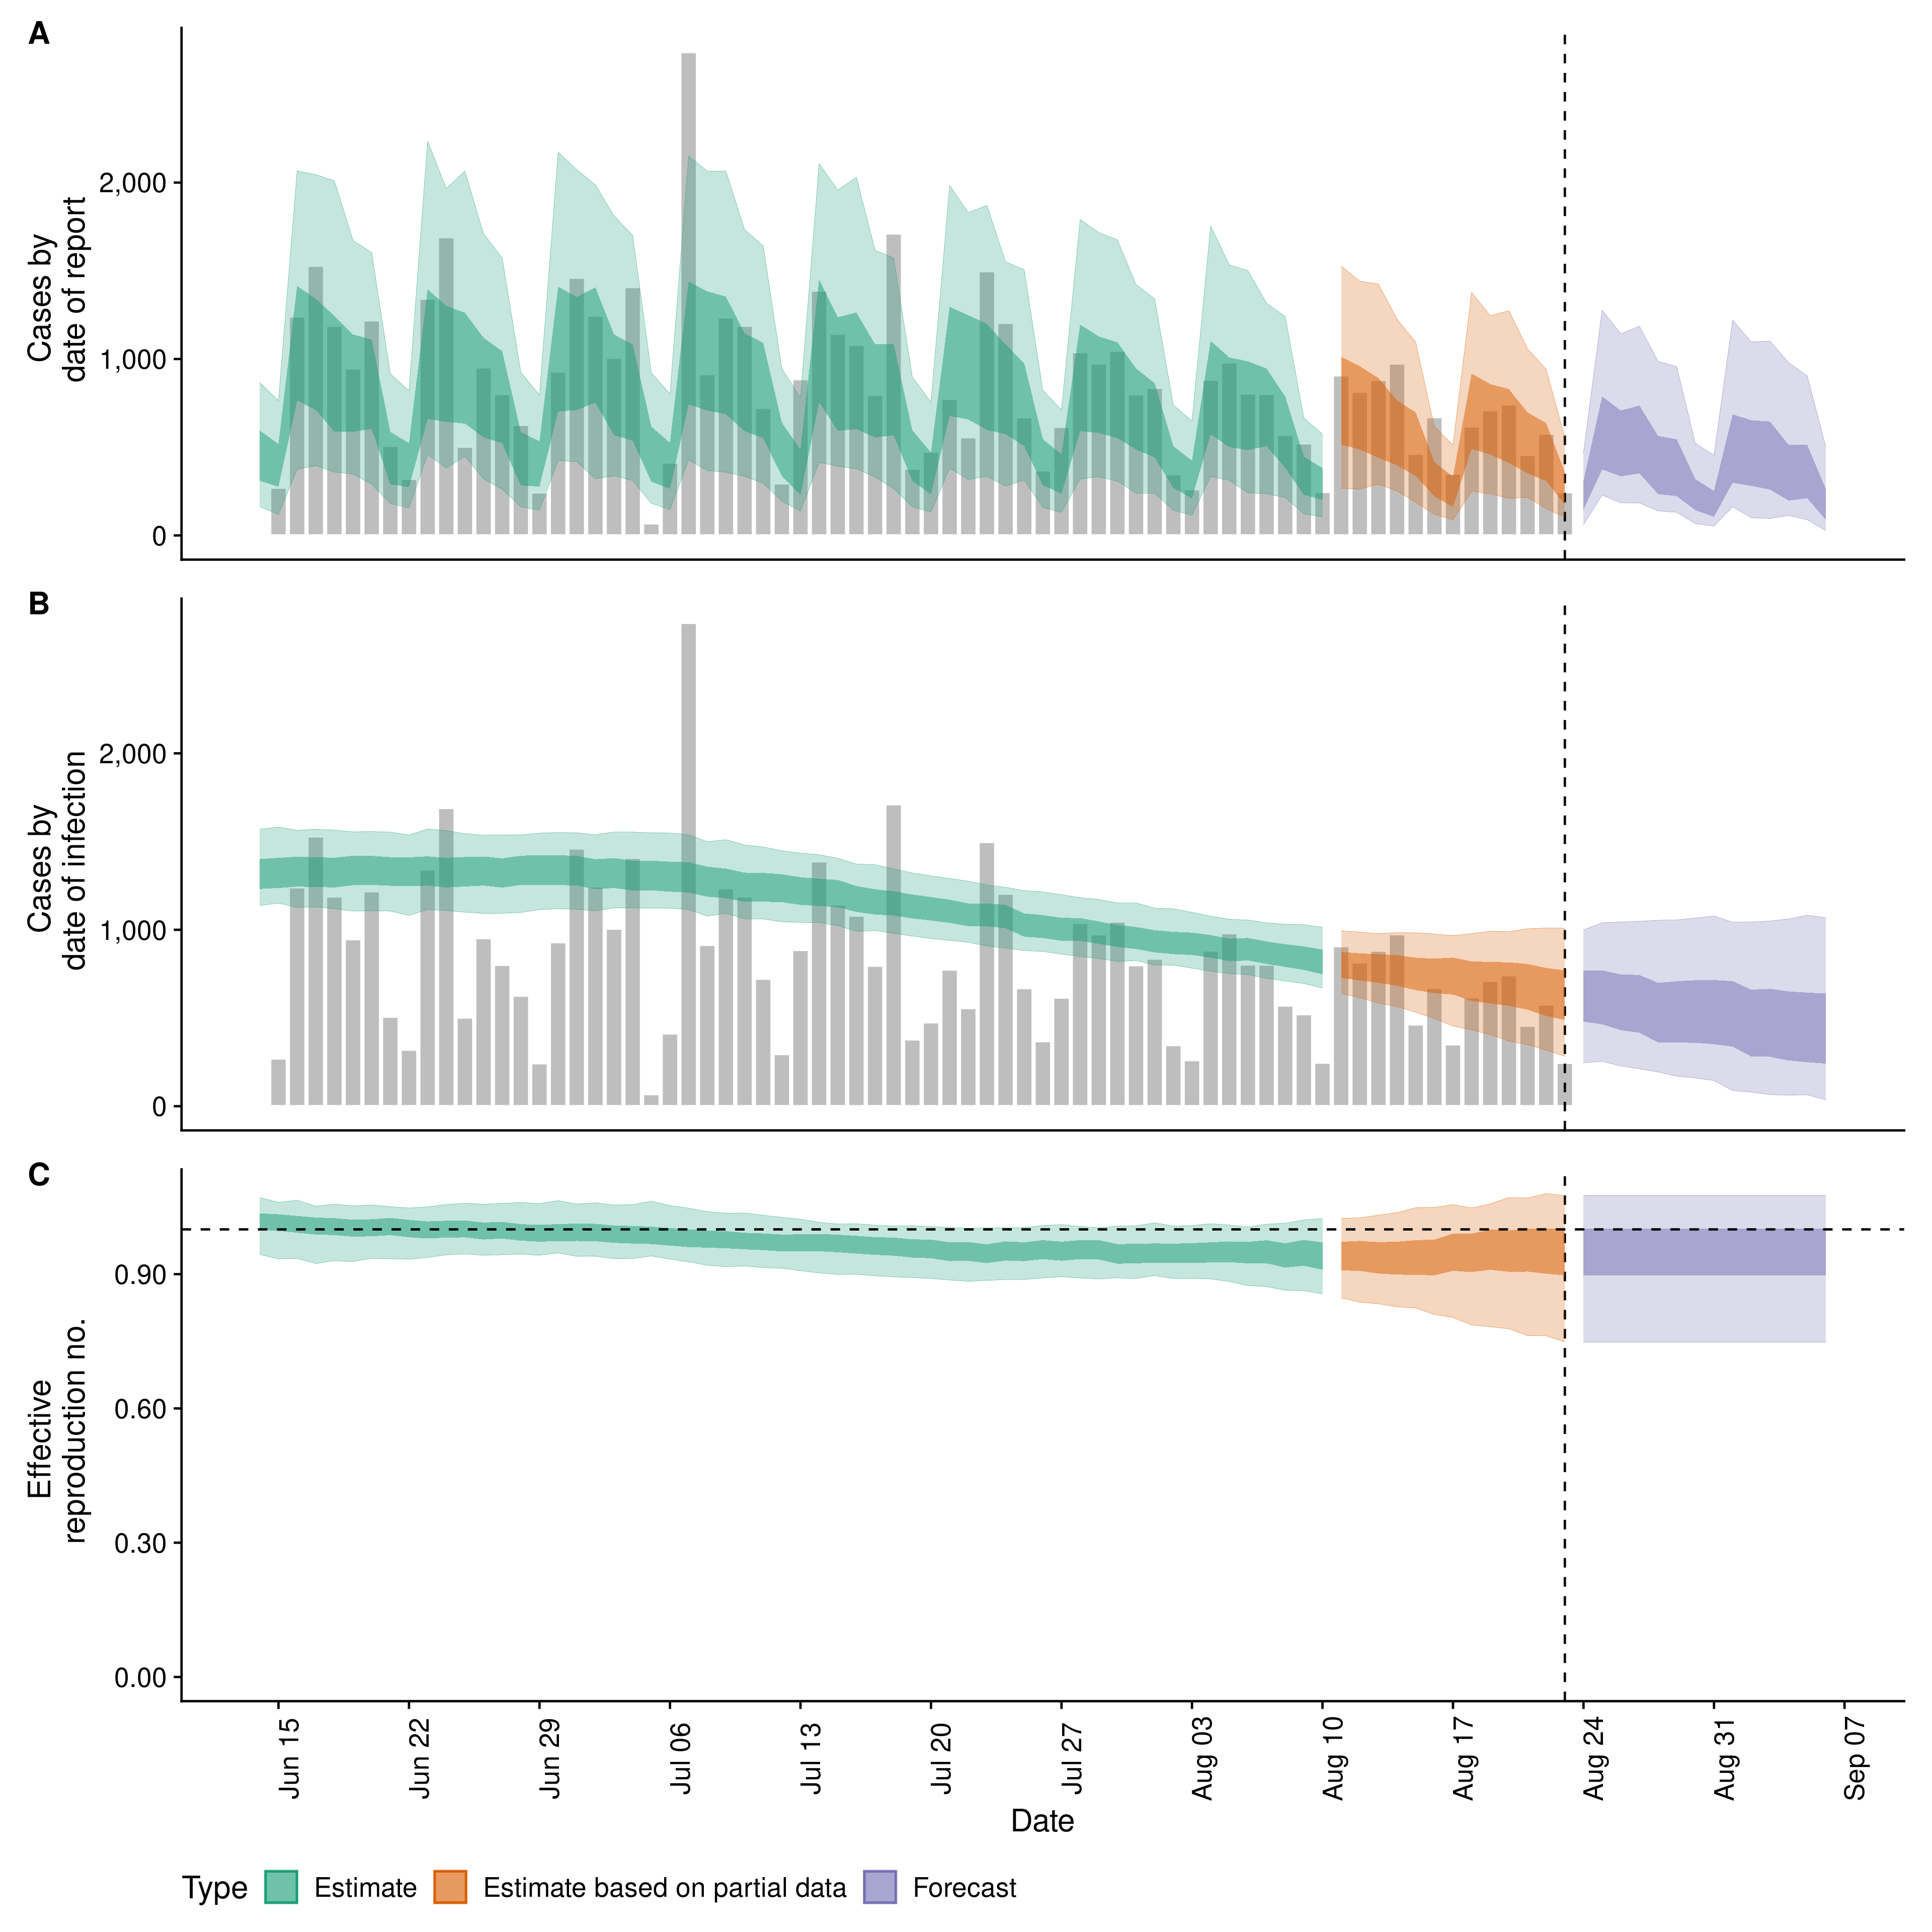 A
Cases by
date of report
2,000
1,000
0
B
Cases by
date of infection
2,000
1,000
0
C
Effective
reproduction no.
0.90
0.60
0.30
0.00
Jun 15
Jun 22
Jun 29
Jul 06
Jul 13
Jul 20
Jul 27
Aug 03
Aug 10
Aug 17
Aug 24
Aug 31
Sep 07
Date
Type Estimate Estimate based on partial data Forecast